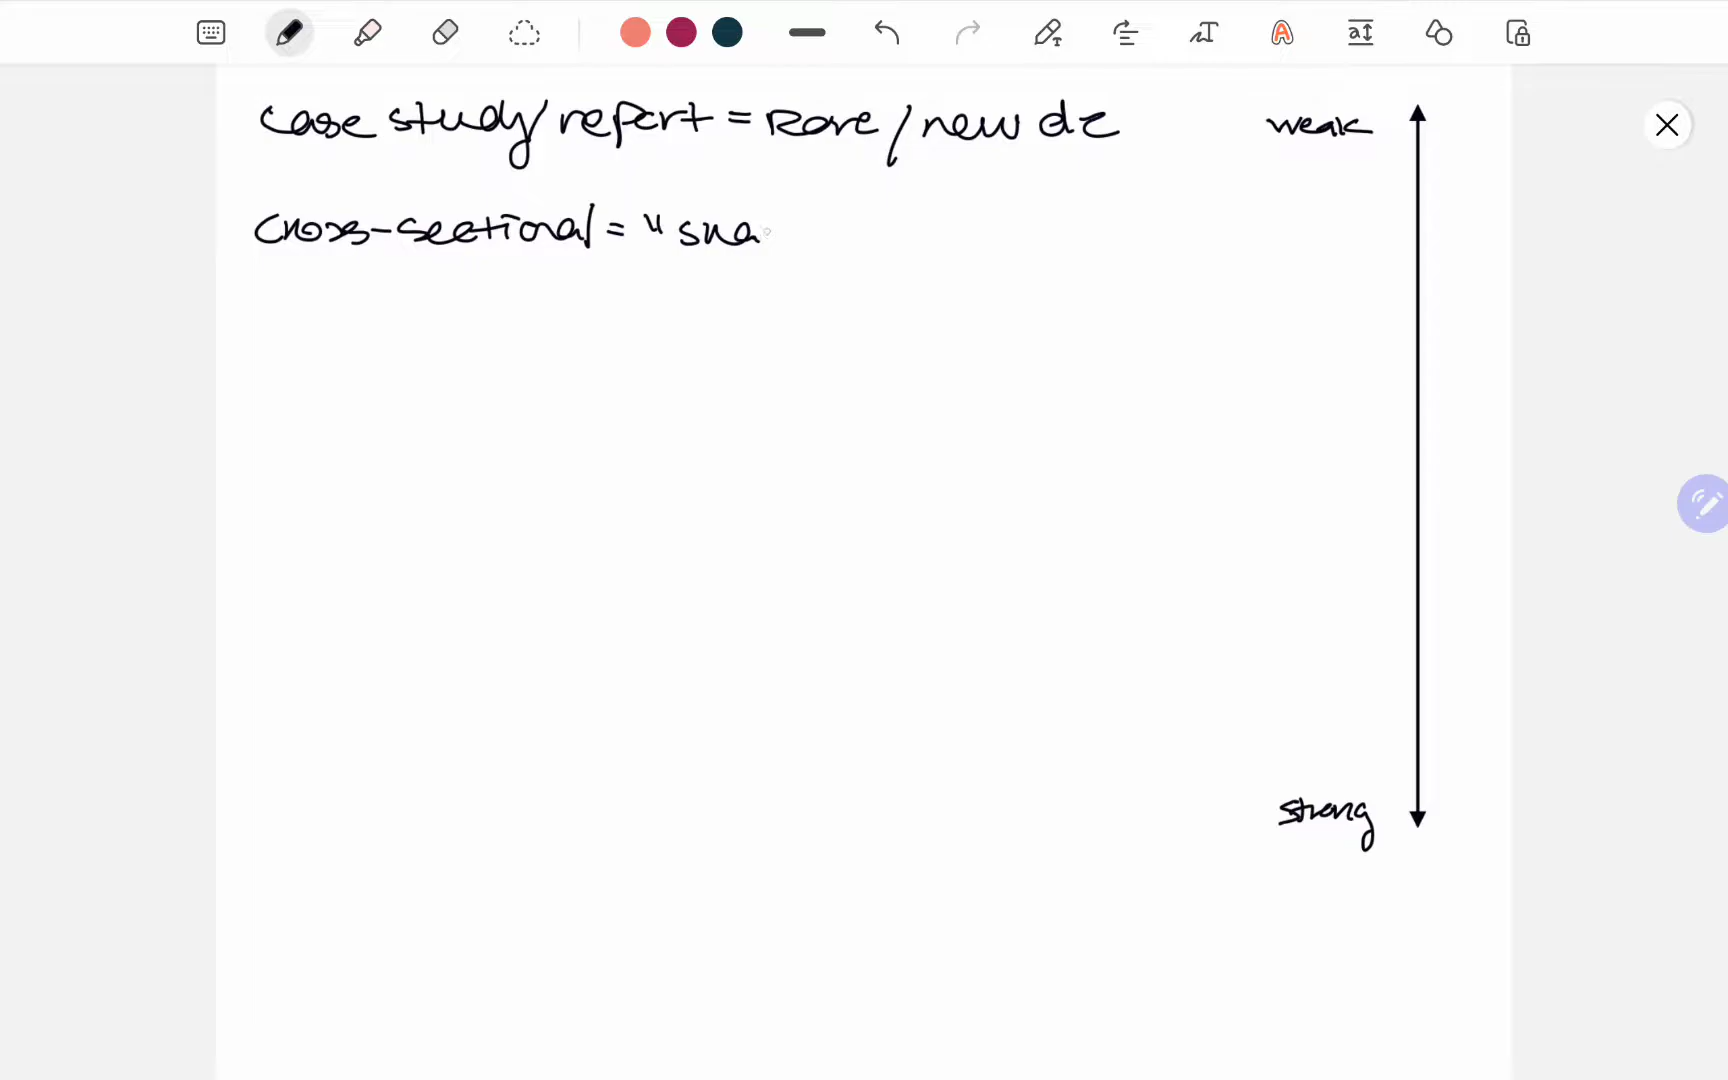 case study/report = Rare/new dz
weak
cross-sectional = "sna
strong